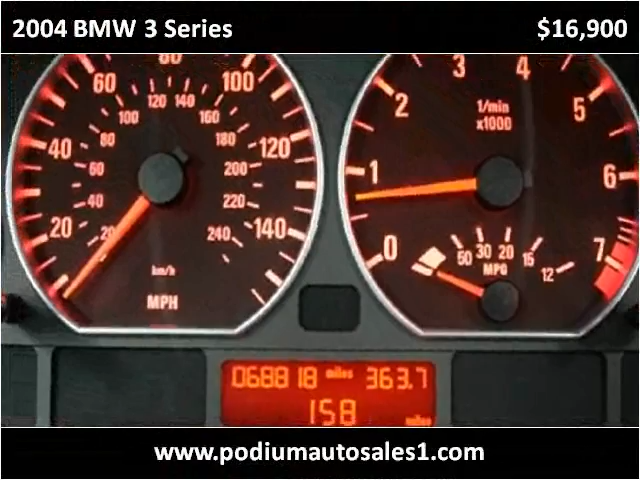 2004 BMW 3 Series $16,900
80
60 100
120 140
100 160
80 180
40 120
60 200
40 220
20 20 240 140
km/h
MPH
3 4
2 5
1/min
x1000
1 6
0 7
50 30 20 15 12
MPG
068818 miles 363.7
158 miles
www.podiumautosales1.com